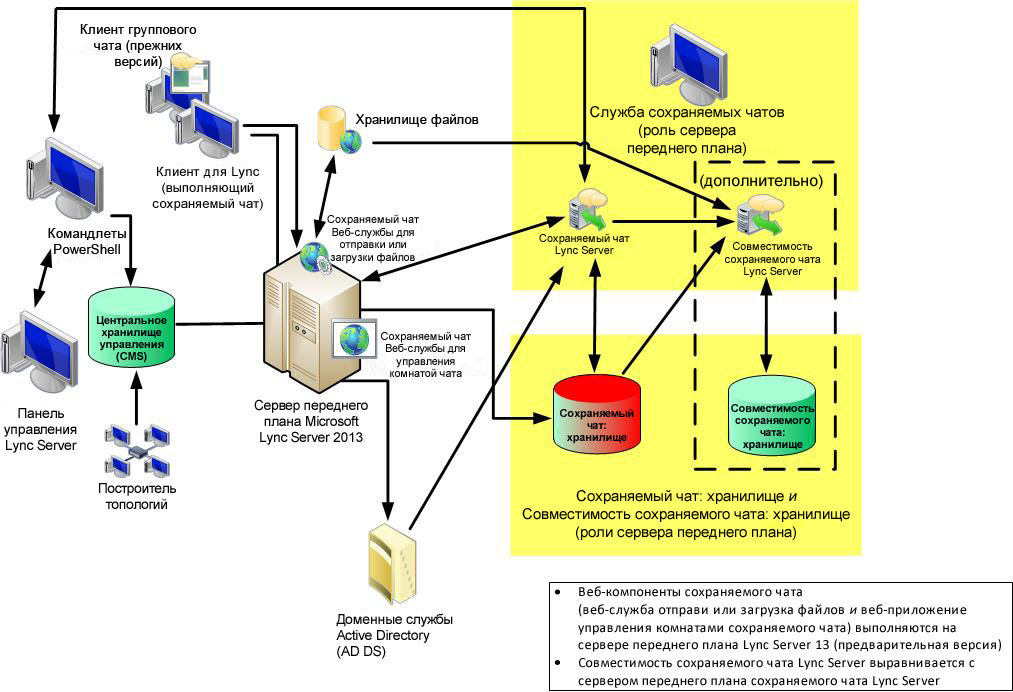 Клиент группового
чата (прежних
версий)
Хранилище файлов
Служба сохраняемых чатов
(роль сервера
переднего плана)
Клиент для Lync
(выполняющий
сохраняемый чат)
(дополнительно)
Командлеты
PowerShell
Сохраняемый чат
Веб-службы для
отправки или
загрузки файлов
Сохраняемый чат
Lync Server
Совместимость
сохраняемого чата
Lync Server
Центральное
хранилище
управления
(CMS)
Сохраняемый чат
Веб-службы для
управления
комнатой чата
Панель
управления
Lync Server
Сервер переднего
плана Microsoft
Lync Server 2013
Сохраняемый
чат:
хранилище
Совместимость
сохраняемого
чата:
хранилище
Построитель
топологий
Сохраняемый чат: хранилище и
Совместимость сохраняемого чата: хранилище
(роли сервера переднего плана)
Доменные службы
Active Directory
(AD DS)
• Веб-компоненты сохраняемого чата
(веб-служба отправи или загрузка файлов и веб-приложение
управления комнатами сохраняемого чата) выполняются на
сервере переднего плана Lync Server 13 (предварительная версия)
• Совместимость сохраняемого чата Lync Server выравнивается с
сервером переднего плана сохраняемого чата Lync Server